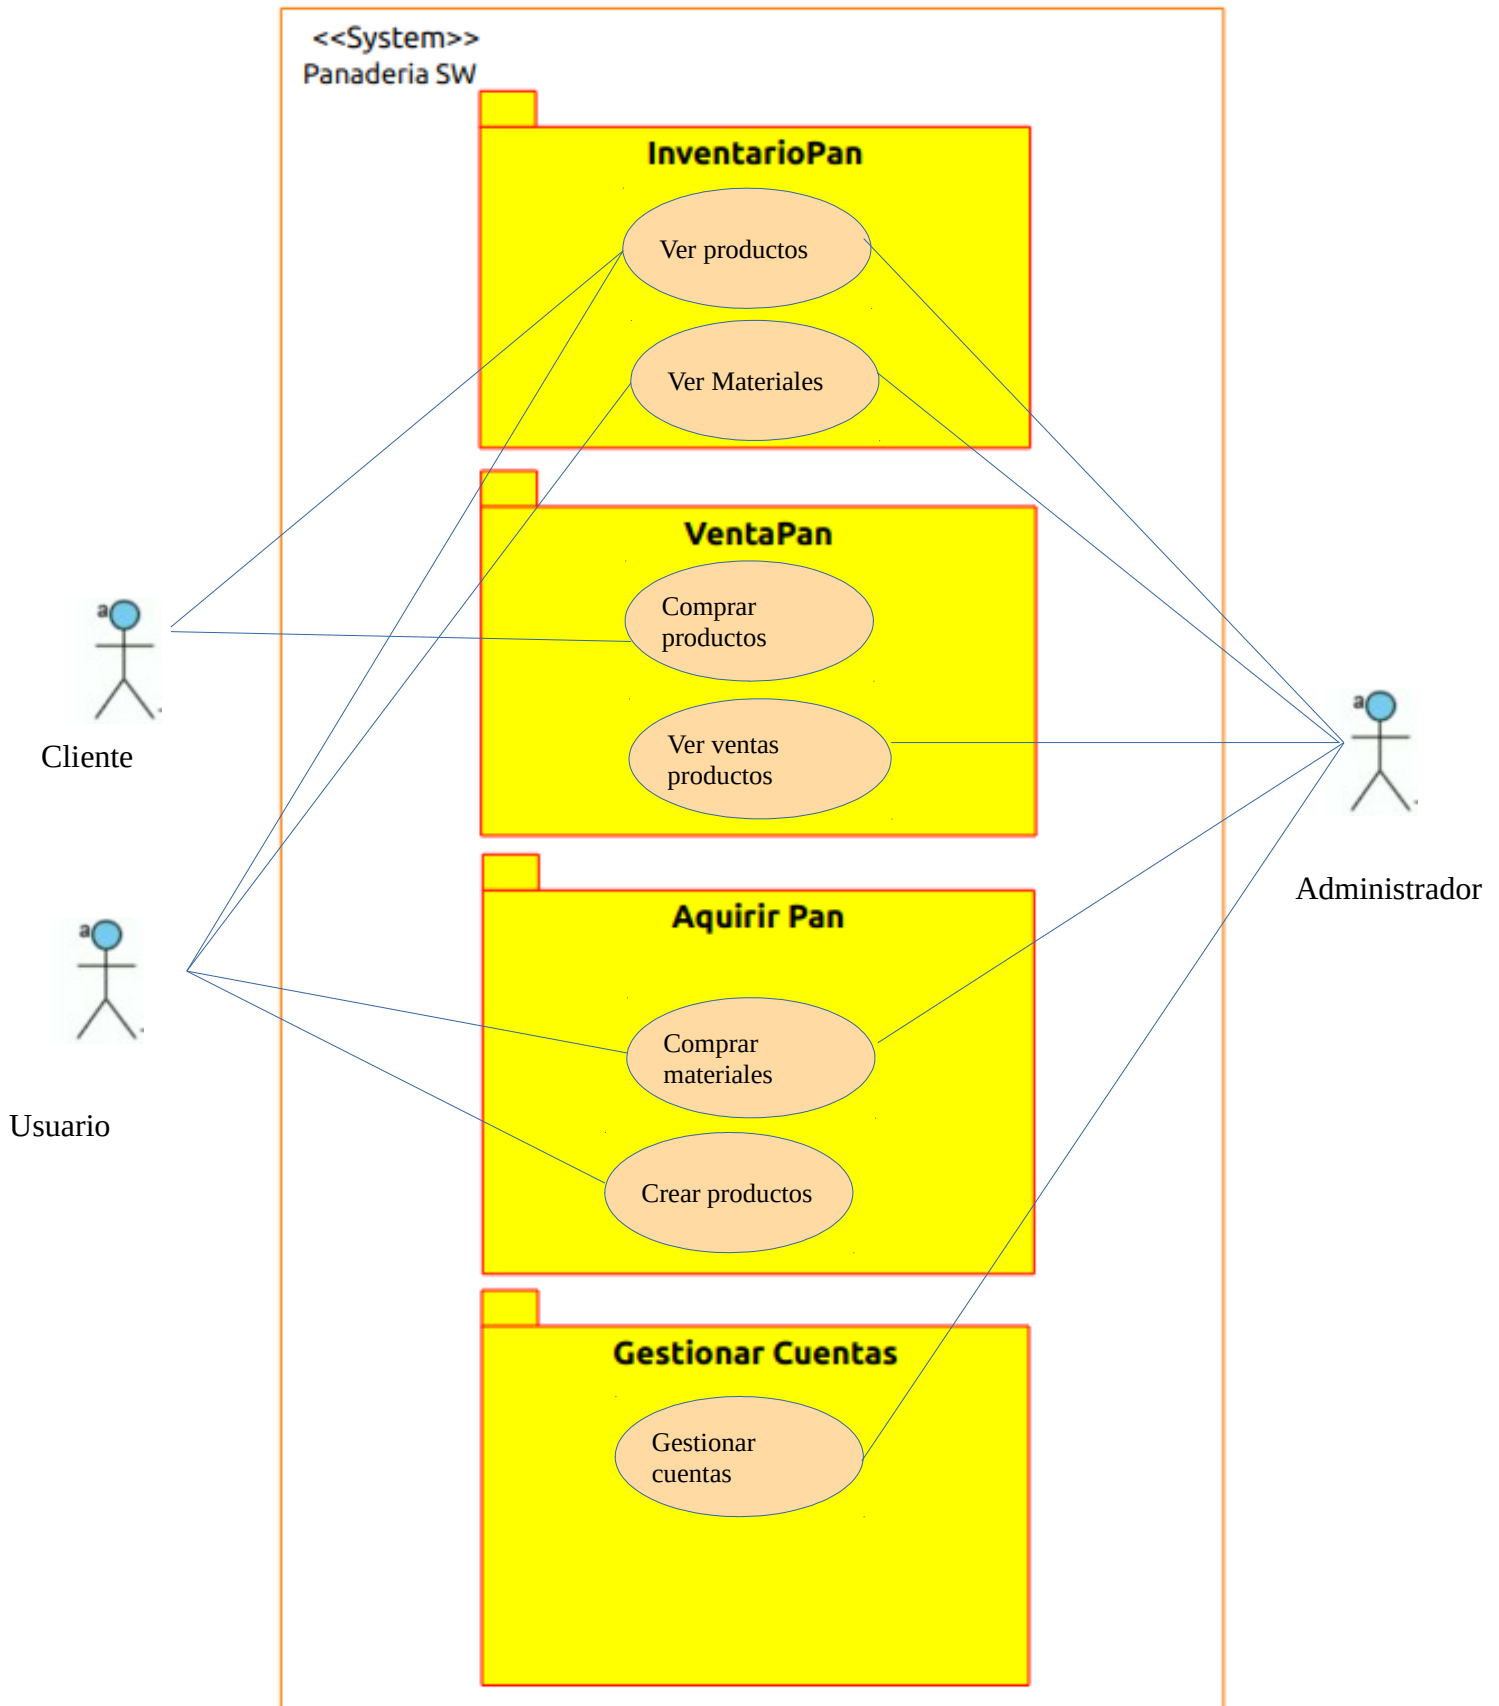 <<System>>
Panaderia SW
InventarioPan
Ver productos
Ver Materiales
VentaPan
Comprar
productos
Ver ventas
productos
a
Cliente
a
Administrador
Aquirir Pan
a
Usuario
Comprar
materiales
Crear productos
Gestionar Cuentas
Gestionar
cuentas